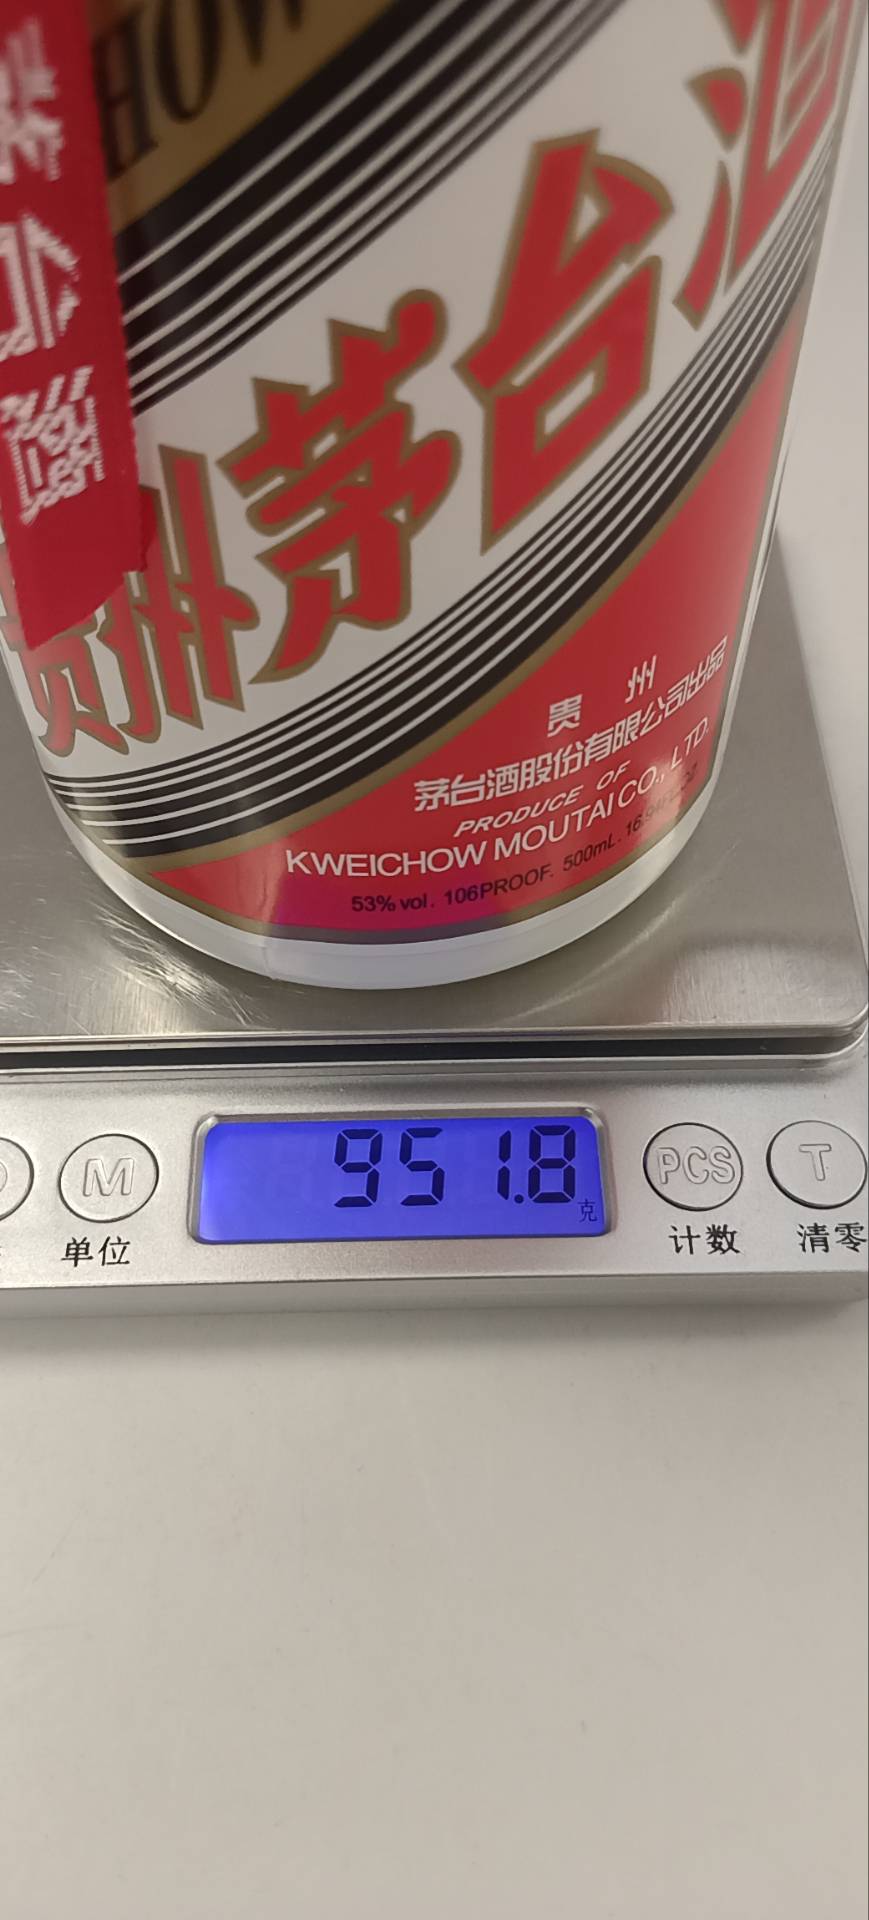 HOW
贵州茅台酒
贵 州
茅台酒股份有限公司出品
PRODUCE OF
KWEICHOW MOUTAI CO., LTD.
53% vol. 106PROOF. 500mL.
951.8
克
M
PCS
T
单位
计数
清零